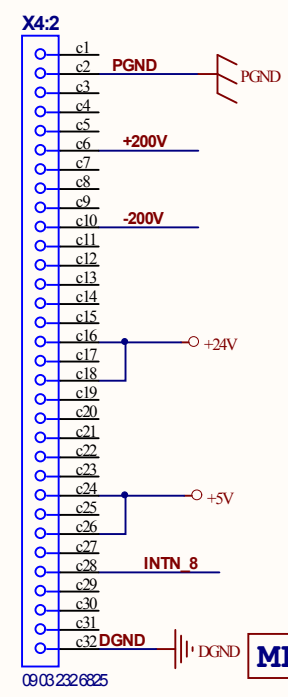 X4:2
c1
c2 PGND PGND
c3
c4
c5
c6 +200V
c7
c8
c9
c10 -200V
c11
c12
c13
c14
c15
c16 +24V
c17
c18
c19
c20
c21
c22
c23
c24 +5V
c25
c26
c27
c28 INTN_8
c29
c30
c31
c32 DGND DGND
09032326825